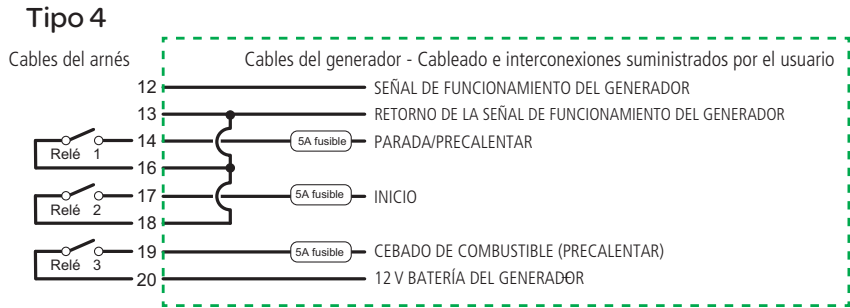 Tipo 4
Cables del arnés
Cables del generador - Cableado e interconexiones suministrados por el usuario
12 SEÑAL DE FUNCIONAMIENTO DEL GENERADOR
13 RETORNO DE LA SEÑAL DE FUNCIONAMIENTO DEL GENERADOR
14 5A fusible PARADA/PRECALENTAR
Relé 1
16
17 5A fusible INICIO
Relé 2
18
19 5A fusible CEBADO DE COMBUSTIBLE (PRECALENTAR)
Relé 3
20 12 V BATERÍA DEL GENERADOR